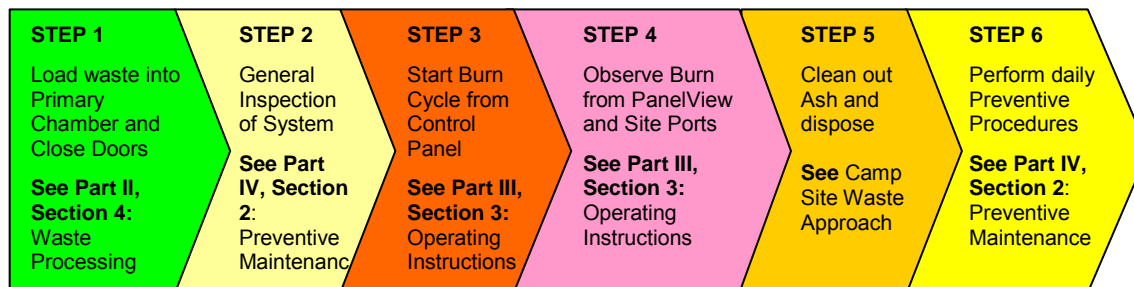 STEP 1
Load waste into
Primary
Chamber and
Close Doors
See Part II,
Section 4:
Waste
Processing
STEP 2
General
Inspection
of System
See Part
IV, Section
2:
Preventive
Maintenanc
STEP 3
Start Burn
Cycle from
Control
Panel
See Part III,
Section 3:
Operating
Instructions
STEP 4
Observe Burn
from PanelView
and Site Ports
See Part III,
Section 3:
Operating
Instructions
STEP 5
Clean out
Ash and
dispose
See Camp
Site Waste
Approach
STEP 6
Perform daily
Preventive
Procedures
See Part IV,
Section 2:
Preventive
Maintenance